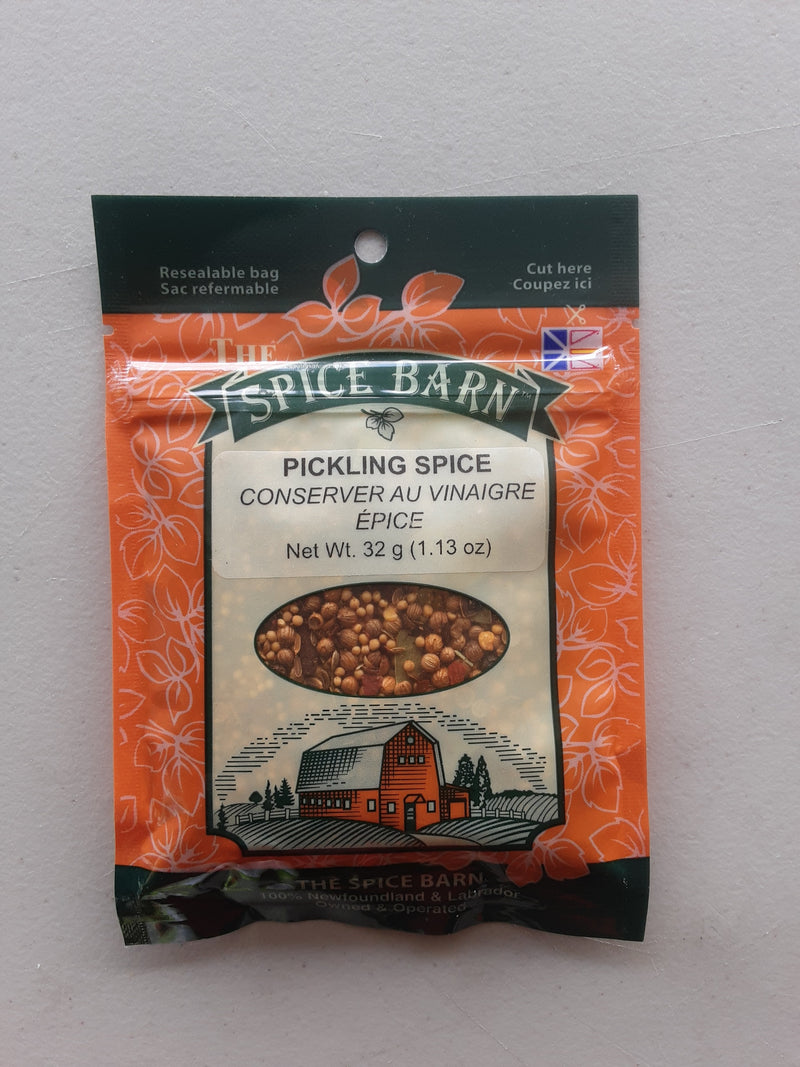 Resealable bag
Sac refermable
Cut here
Coupez ici
THE
SPICE BARN™
PICKLING SPICE
CONSERVER AU VINAIGRE
ÉPICE
Net Wt. 32 g (1.13 oz)
THE SPICE BARN
100% Newfoundland & Labrador
Owned & Operated